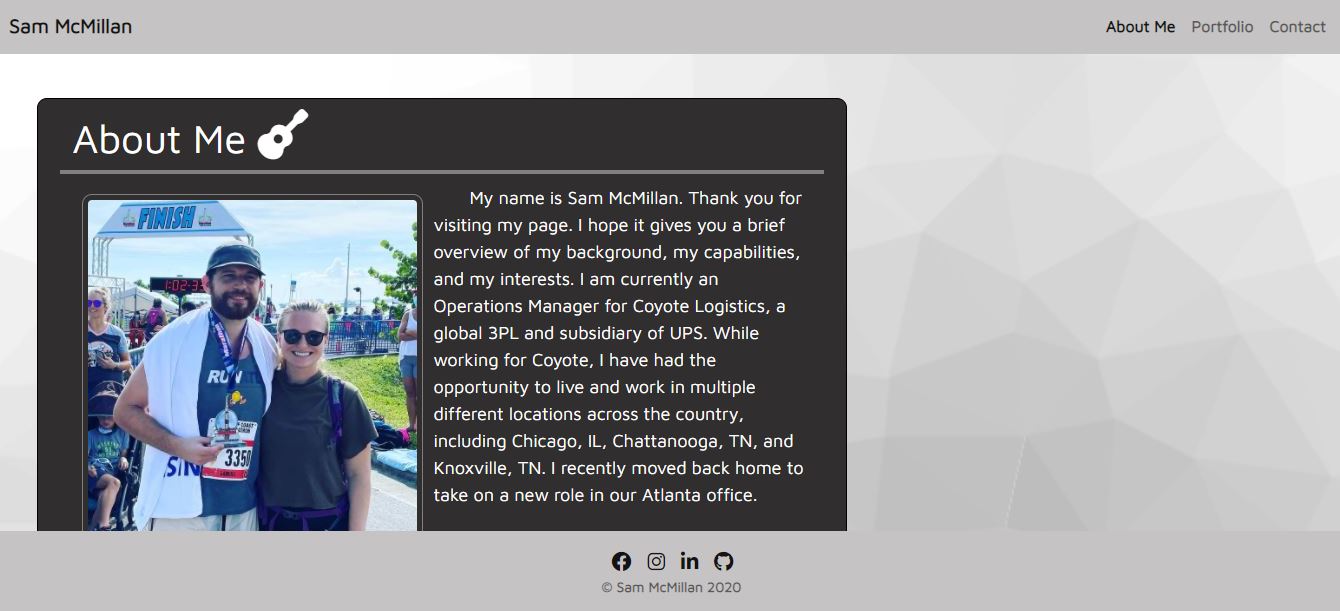 Sam McMillan
About Me Portfolio Contact
About Me
FINISH
1:02:3
RUN
3350
My name is Sam McMillan. Thank you for
visiting my page. I hope it gives you a brief
overview of my background, my capabilities,
and my interests. I am currently an
Operations Manager for Coyote Logistics, a
global 3PL and subsidiary of UPS. While
working for Coyote, I have had the
opportunity to live and work in multiple
different locations across the country,
including Chicago, IL, Chattanooga, TN, and
Knoxville, TN. I recently moved back home to
take on a new role in our Atlanta office.
© Sam McMillan 2020